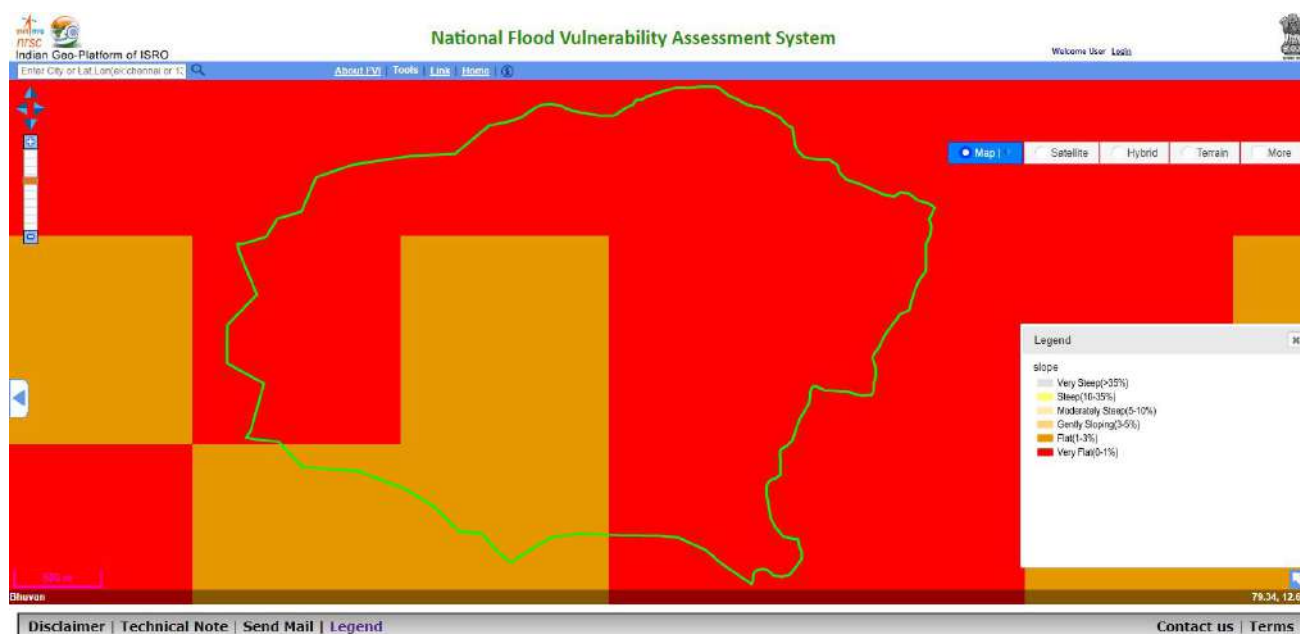 nrsc
Indian Geo-Platform of ISRO
National Flood Vulnerability Assessment System
Welcome User Login
Enter City or Lat,Lon(ex:chennai or 12
About FVI | Tools | Link | Home |
Map |
Satellite
Hybrid
Terrain
More
Legend
slope
Very Steep(>35%)
Steep(16-35%)
Moderately Steep(5-10%)
Gently Sloping(3-5%)
Flat(1-3%)
Very Flat(0-1%)
500 m
Bhuvan
79.34, 12.6
Disclaimer | Technical Note | Send Mail | Legend
Contact us | Terms